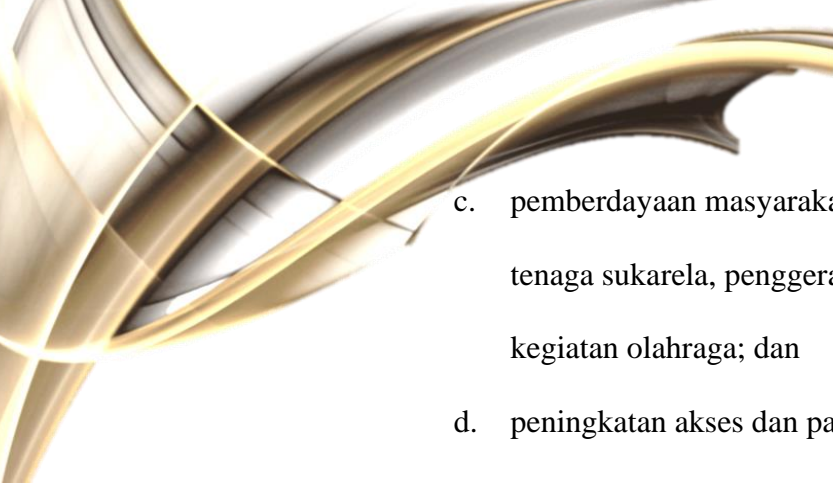 c. pemberdayaan masyaraka
tenaga sukarela, penggera
kegiatan olahraga; dan
d. peningkatan akses dan pa